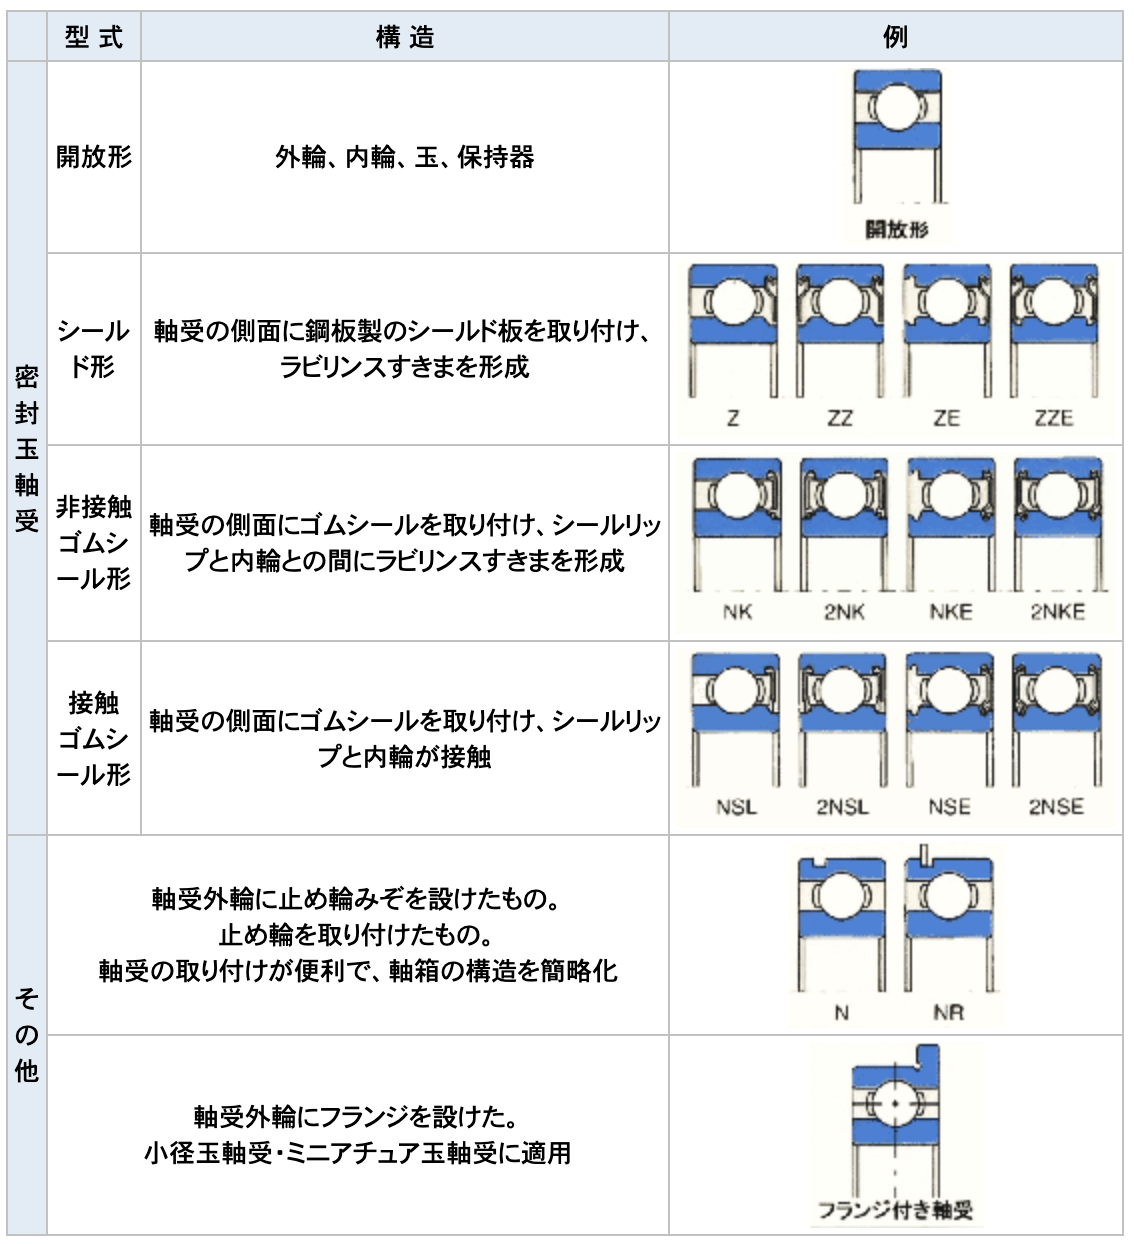 型 式
構 造
例
密封玉軸受
開放形
外輪、内輪、玉、保持器
開放形
シール
ド形
軸受の側面に鋼板製のシールド板を取り付け、
ラビリンスすきまを形成
Z ZZ ZE ZZE
非接触
ゴムシ
ール形
軸受の側面にゴムシールを取り付け、シールリッ
プと内輪との間にラビリンスすきまを形成
NK 2NK NKE 2NKE
接触
ゴムシ
ール形
軸受の側面にゴムシールを取り付け、シールリッ
プと内輪が接触
NSL 2NSL NSE 2NSE
その他
軸受外輪に止め輪みぞを設けたもの。
止め輪を取り付けたもの。
軸受の取り付けが便利で、軸箱の構造を簡略化
N NR
軸受外輪にフランジを設けた。
小径玉軸受・ミニアチュア玉軸受に適用
フランジ付き軸受